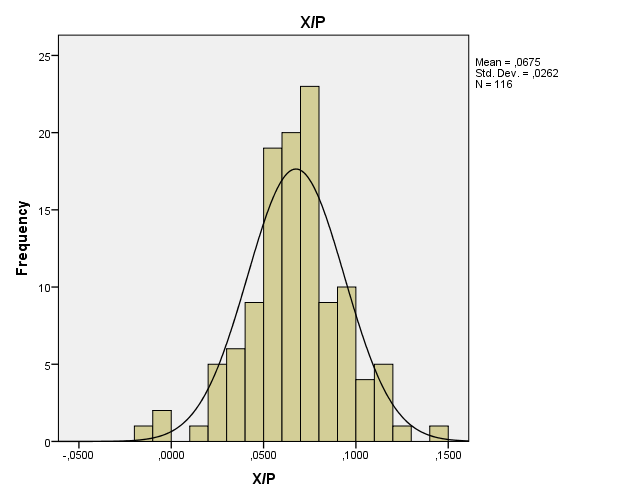 X/P
Mean = ,0675
Std. Dev. = ,0262
N = 116
25
20
15
10
5
0
Frequency
-,0500 ,0000 ,0500 ,1000 ,1500
X/P